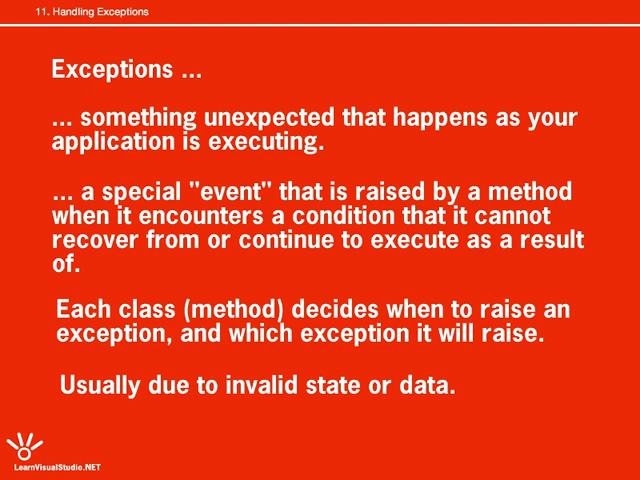 11. Handling Exceptions
Exceptions ...
... something unexpected that happens as your
application is executing.
... a special "event" that is raised by a method
when it encounters a condition that it cannot
recover from or continue to execute as a result
of.
Each class (method) decides when to raise an
exception, and which exception it will raise.
Usually due to invalid state or data.
LearnVisualStudio.NET